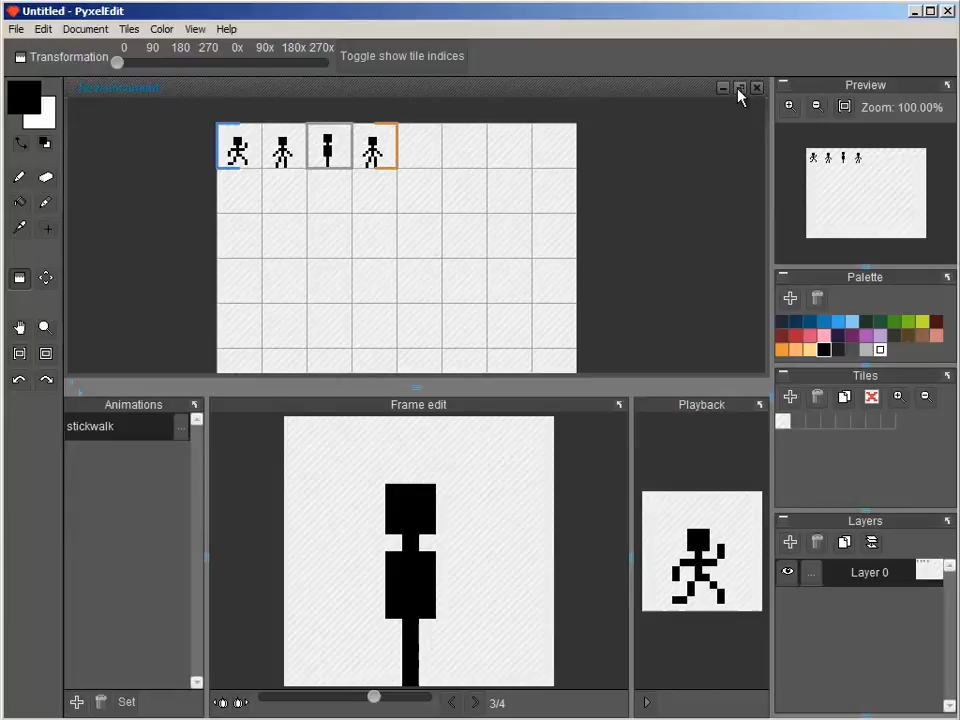 Untitled - PyxelEdit
File Edit Document Tiles Color View Help
Transformation 0 90 180 270 0x 90x 180x 270x Toggle show tile indices
New document
Preview
Zoom: 100.00%
Palette
Tiles
Animations Frame edit Playback
stickwalk ...
Layers
... Layer 0
Set 3/4